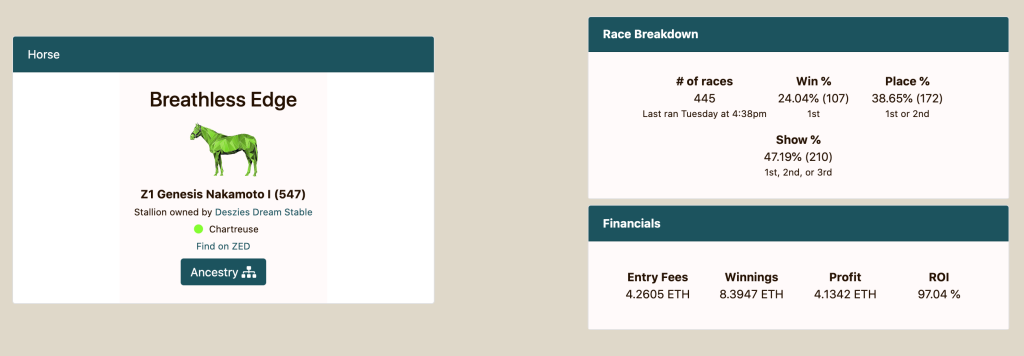 Horse
Breathless Edge
Z1 Genesis Nakamoto I (547)
Stallion owned by Deszies Dream Stable
Chartreuse
Find on ZED
Ancestry
Race Breakdown
# of races Win % Place %
445 24.04% (107) 38.65% (172)
Last ran Tuesday at 4:38pm 1st 1st or 2nd
Show %
47.19% (210)
1st, 2nd, or 3rd
Financials
Entry Fees Winnings Profit ROI
4.2605 ETH 8.3947 ETH 4.1342 ETH 97.04 %